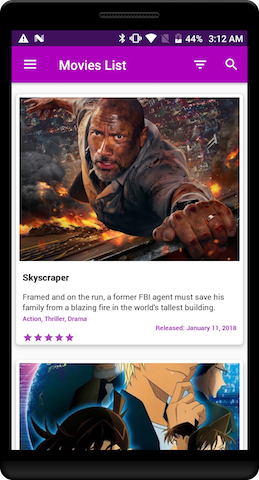 44% 3:12 AM
Movies List
Skyscraper
Framed and on the run, a former FBI agent must save his
family from a blazing fire in the world's tallest building.
Action, Thriller, Drama
Released: January 11, 2018